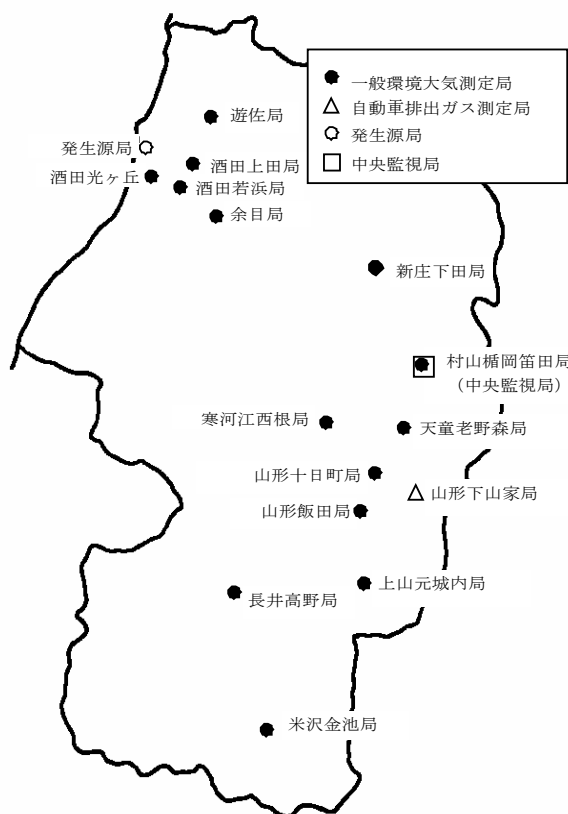 一般環境大気測定局
自動車排出ガス測定局
発生源局
中央監視局
遊佐局
発生源局
酒田上田局
酒田光ヶ丘
酒田若浜局
余目局
新庄下田局
村山楯岡笛田局
（中央監視局）
寒河江西根局
天童老野森局
山形十日町局
山形下山家局
山形飯田局
上山元城内局
長井高野局
米沢金池局